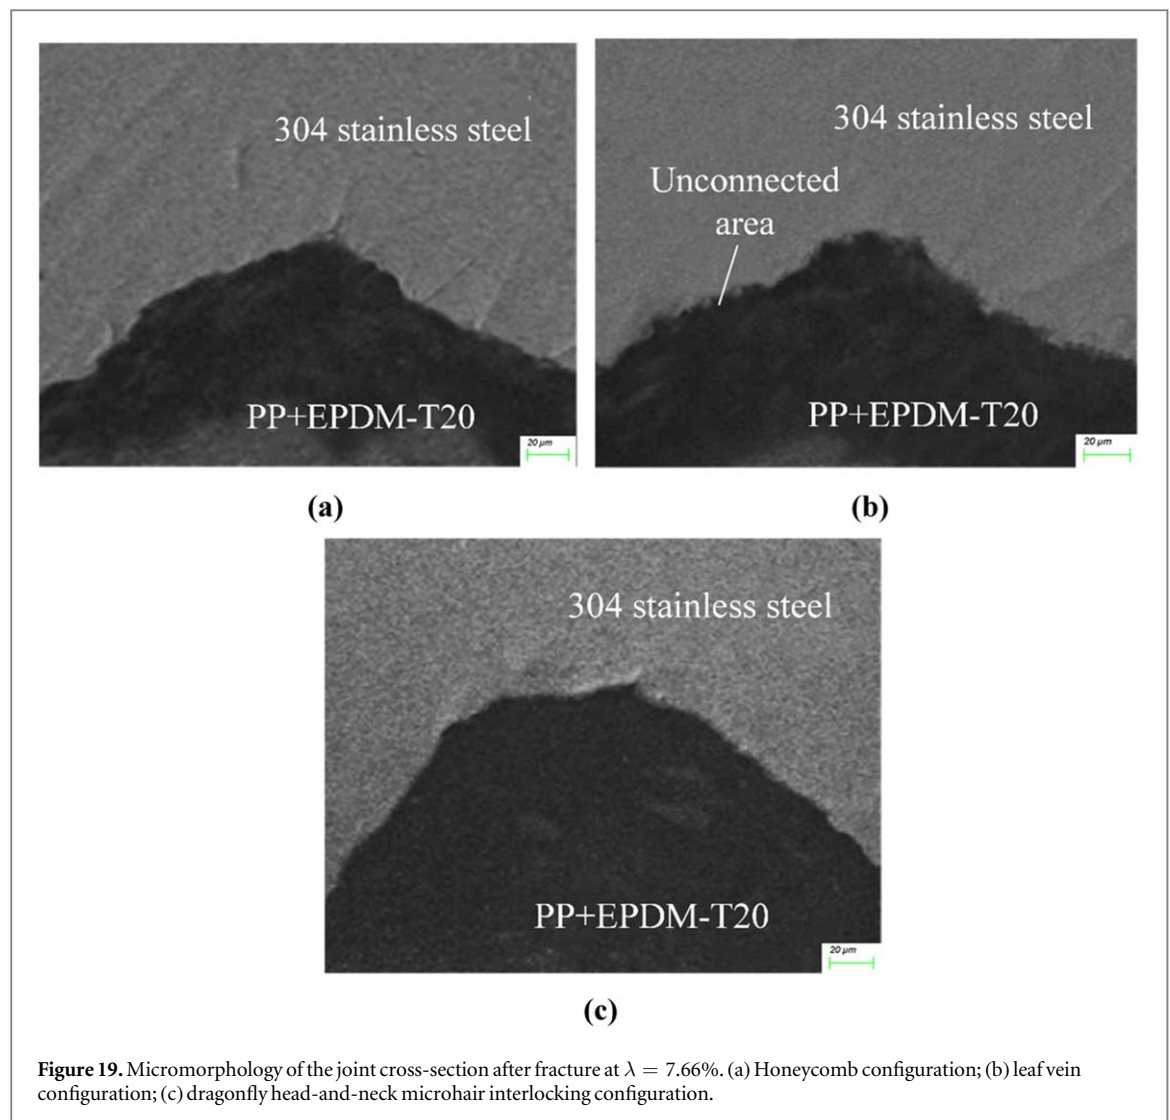 304 stainless steel
PP+EPDM-T20
20 μm
(a)
304 stainless steel
Unconnected
area
PP+EPDM-T20
20 μm
(b)
304 stainless steel
PP+EPDM-T20
20 μm
(c)
Figure 19. Micromorphology of the joint cross-section after fracture at λ = 7.66%. (a) Honeycomb configuration; (b) leaf vein
configuration; (c) dragonfly head-and-neck microhair interlocking configuration.